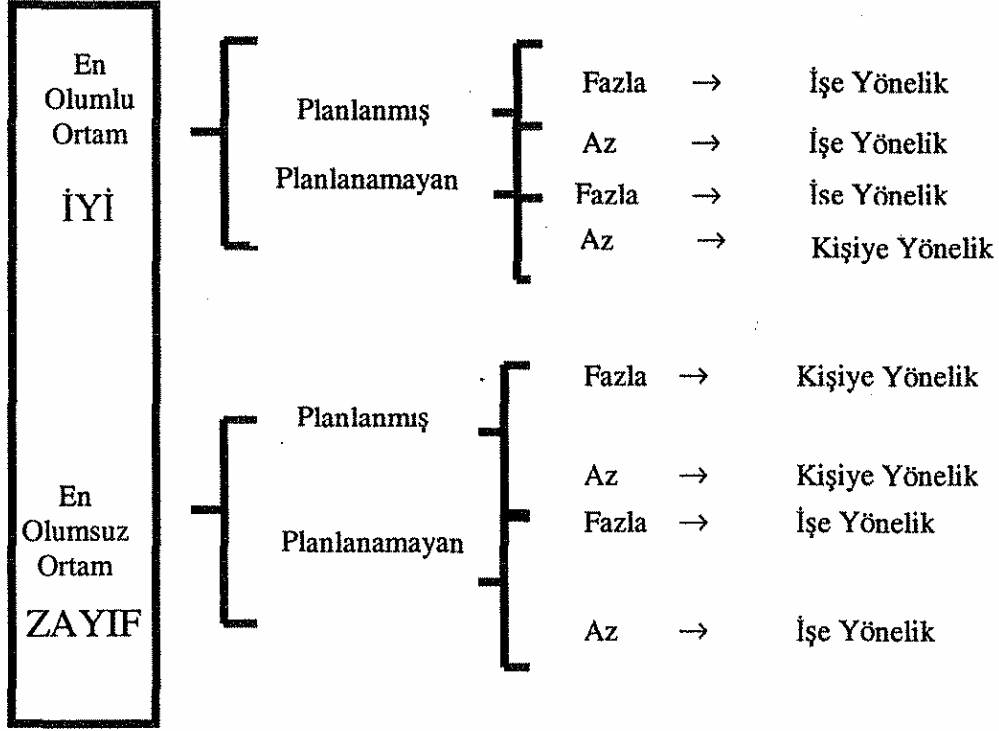 En
Olumlu
Ortam
İYİ
Planlanmış
Planlanamayan
Fazla → İşe Yönelik
Az → İşe Yönelik
Fazla → İse Yönelik
Az → Kişiye Yönelik
En
Olumsuz
Ortam
ZAYIF
Planlanmış
Planlanamayan
Fazla → Kişiye Yönelik
Az → Kişiye Yönelik
Fazla → İşe Yönelik
Az → İşe Yönelik